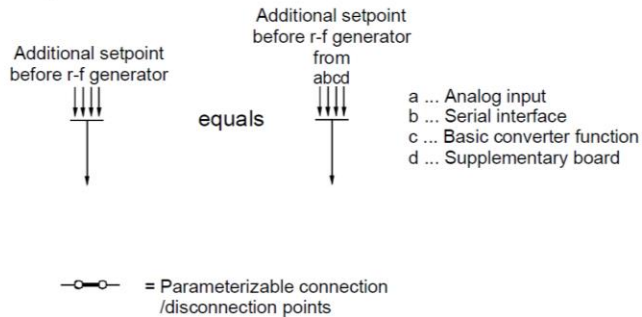 Additional setpoint
before r-f generator
equals
Additional setpoint
before r-f generator
from
abcd
a ... Analog input
b ... Serial interface
c ... Basic converter function
d ... Supplementary board
= Parameterizable connection
/disconnection points